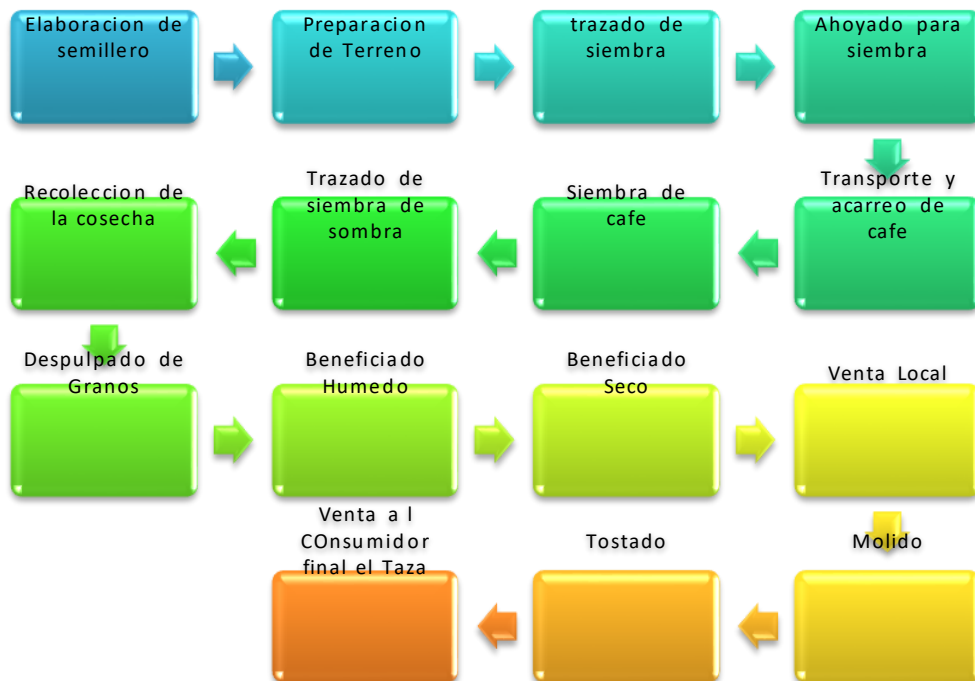 Elaboracion de
semillero
Preparacion
de Terreno
trazado de
siembra
Ahoyado para
siembra
Transporte y
acarreo de
cafe
Siembra de
cafe
Trazado de
siembra de
sombra
Recoleccion de
la cosecha
Despulpado de
Granos
Beneficiado
Humedo
Beneficiado
Seco
Venta Local
Molido
Tostado
Venta a l
COnsumidor
final el Taza